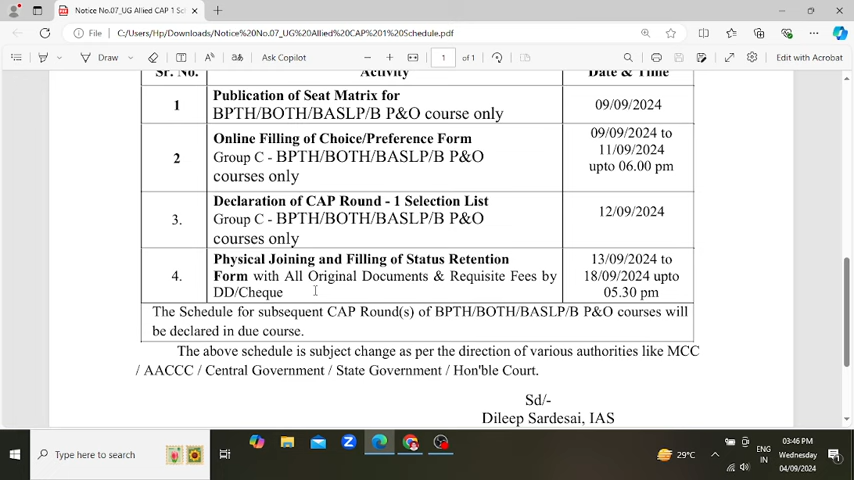 Notice No.07_UG Allied CAP 1 Sc
File
C:/Users/Hp/Downloads/Notice%20No.07_UG%20Allied%20CAP%201%20Schedule.pdf
Draw
Ask Copilot
1
of 1
Edit with Acrobat
Sr. No. Activity Date & Time
1 Publication of Seat Matrix for
BPTH/BOTH/BASLP/B P&O course only
09/09/2024
2 Online Filling of Choice/Preference Form
Group C - BPTH/BOTH/BASLP/B P&O
courses only
09/09/2024 to
11/09/2024
upto 06.00 pm
3. Declaration of CAP Round - 1 Selection List
Group C - BPTH/BOTH/BASLP/B P&O
courses only
12/09/2024
4. Physical Joining and Filling of Status Retention
Form with All Original Documents & Requisite Fees by
DD/Cheque
13/09/2024 to
18/09/2024 upto
05.30 pm
The Schedule for subsequent CAP Round(s) of BPTH/BOTH/BASLP/B P&O courses will
be declared in due course.
The above schedule is subject change as per the direction of various authorities like MCC
/ AACCC / Central Government / State Government / Hon'ble Court.
Sd/-
Dileep Sardesai, IAS
Type here to search
29°C
ENG
IN
03:46 PM
Wednesday
04/09/2024